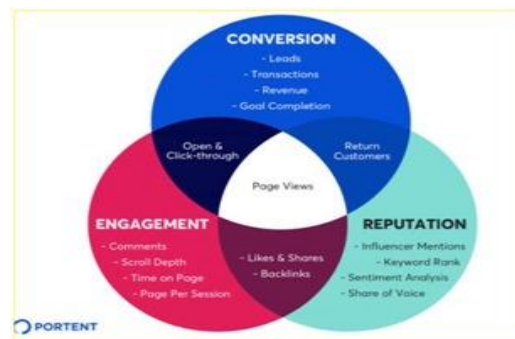 CONVERSION
- Leads
- Transactions
- Revenue
- Goal Completion
Open &
Click-through
Return
Customers
Page Views
ENGAGEMENT
- Comments
- Scroll Depth
- Time on Page
- Page Per Session
- Likes & Shares
- Backlinks
REPUTATION
- Influencer Mentions
- Keyword Rank
- Sentiment Analysis
- Share of Voice
PORTENT